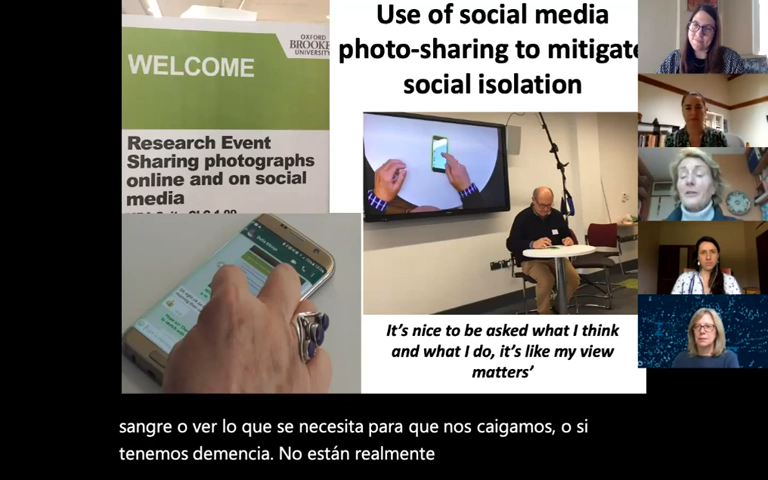 WELCOME
OXFORD
BROOKE
UNIVERSITY
Research Event
Sharing photographs
online and on social
media
Use of social media
photo-sharing to mitigate
social isolation
It's nice to be asked what I think
and what I do, it's like my view
matters'
sangre o ver lo que se necesita para que nos caigamos, o si
tenemos demencia. No están realmente